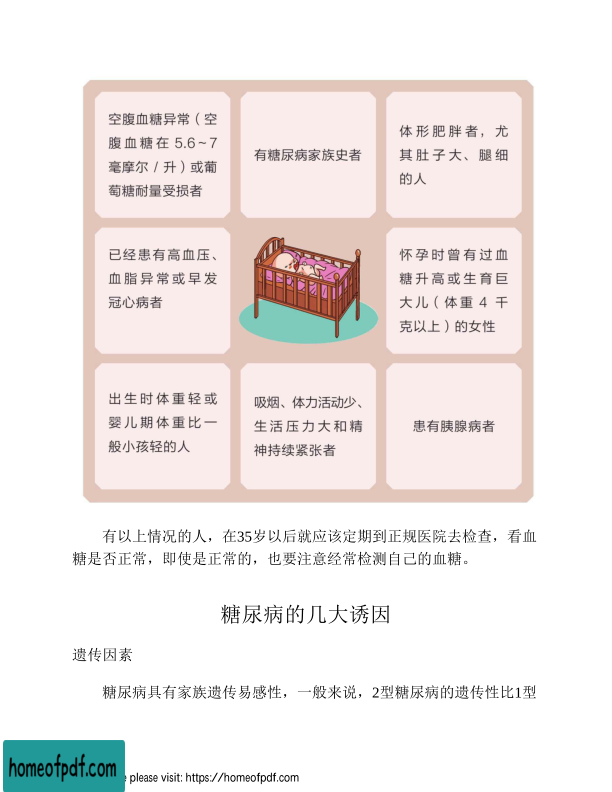 空腹血糖异常（空
腹血糖在 5.6～7
毫摩尔 / 升）或葡
萄糖耐量受损者
有糖尿病家族史者
体形肥胖者，尤
其肚子大、腿细
的人
已经患有高血压、
血脂异常或早发
冠心病者
怀孕时曾有过血
糖升高或生育巨
大儿（体重 4 千
克以上）的女性
出生时体重轻或
婴儿期体重比一
般小孩轻的人
吸烟、体力活动少、
生活压力大和精
神持续紧张者
患有胰腺病者
有以上情况的人，在35岁以后就应该定期到正规医院去检查，看血
糖是否正常，即使是正常的，也要注意经常检测自己的血糖。
糖尿病的几大诱因
遗传因素
糖尿病具有家族遗传易感性，一般来说，2型糖尿病的遗传性比1型
homeofpdf.com
please visit: https://homeofpdf.com